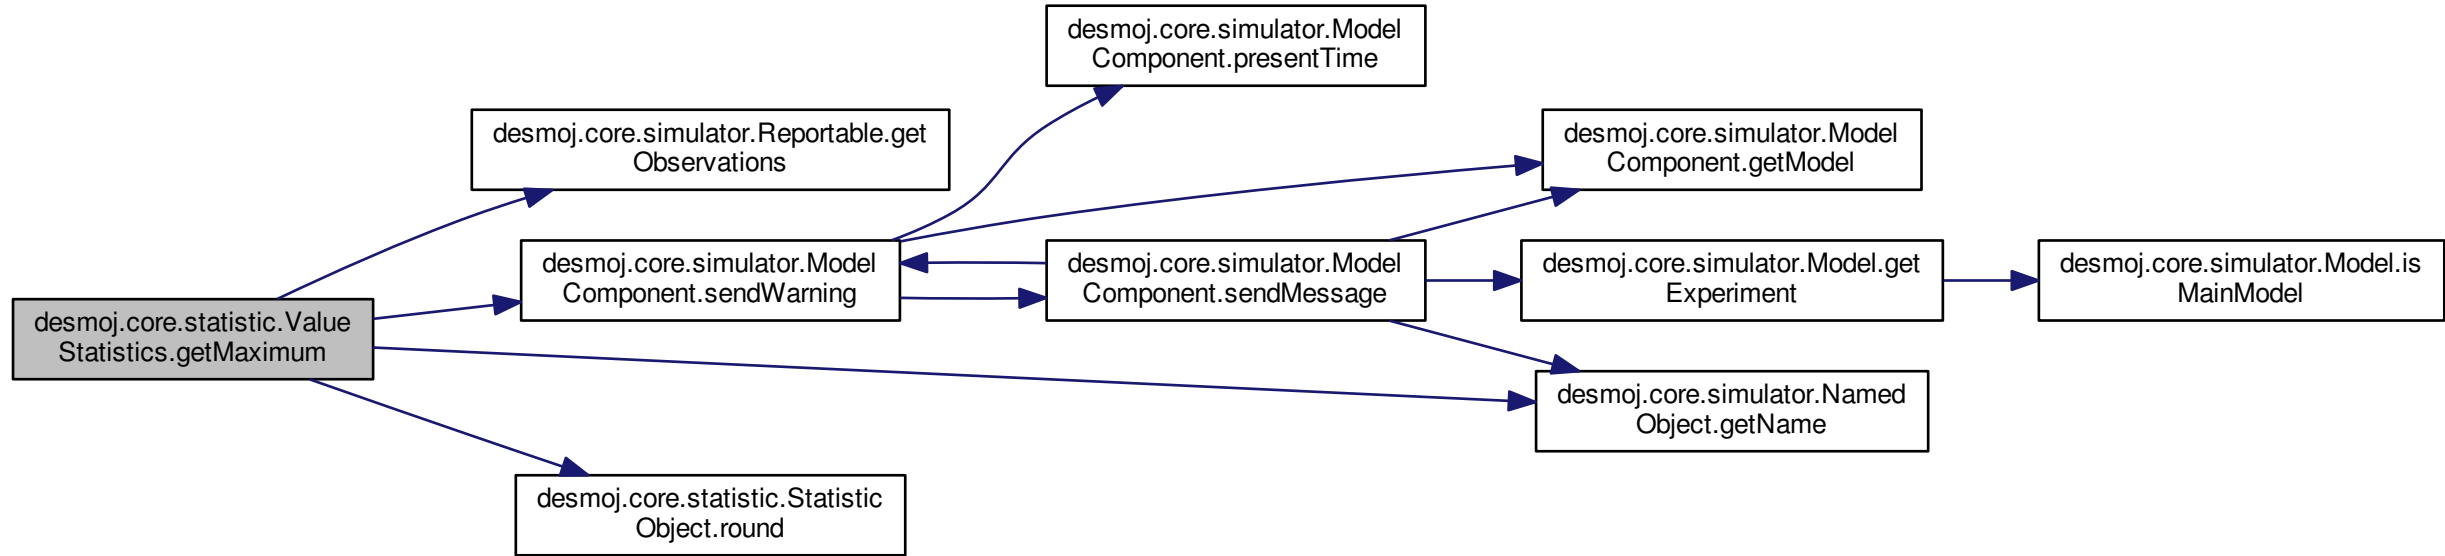 desmoj.core.statistic.Value
Statistics.getMaximum
desmoj.core.simulator.Reportable.get
Observations
desmoj.core.simulator.Model
Component.sendWarning
desmoj.core.statistic.Statistic
Object.round
desmoj.core.simulator.Model
Component.presentTime
desmoj.core.simulator.Model
Component.sendMessage
desmoj.core.simulator.Model
Component.getModel
desmoj.core.simulator.Model.get
Experiment
desmoj.core.simulator.Named
Object.getName
desmoj.core.simulator.Model.is
MainModel